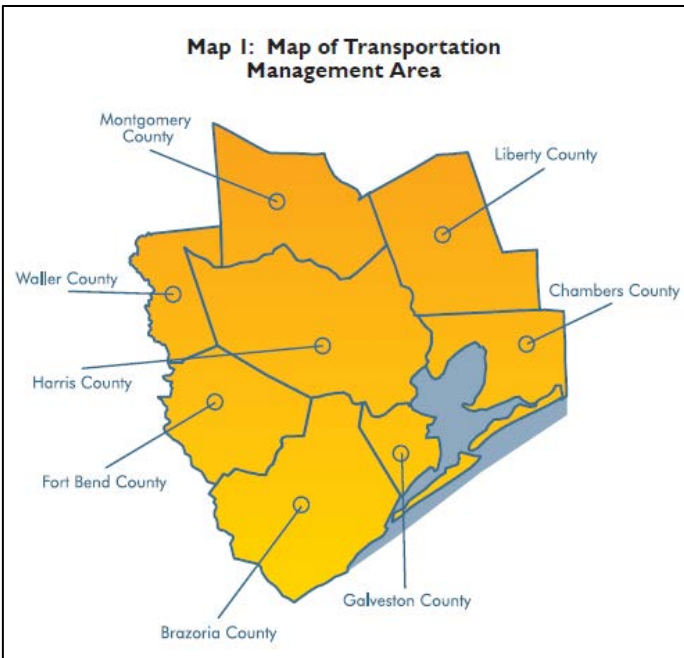 Map 1: Map of Transportation
Management Area
Montgomery
County
Liberty County
Waller County
Chambers County
Harris County
Fort Bend County
Galveston County
Brazoria County